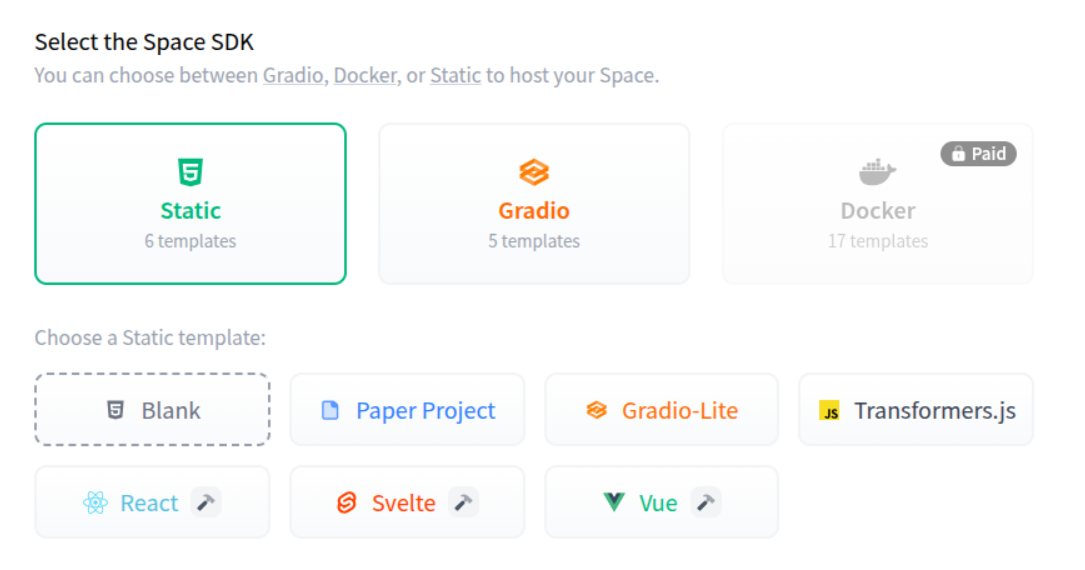 Select the Space SDK
You can choose between Gradio, Docker, or Static to host your Space.
Static
6 templates
Gradio
5 templates
Paid
Docker
17 templates
Choose a Static template:
Blank
Paper Project
Gradio-Lite
JS Transformers.js
React
Svelte
Vue